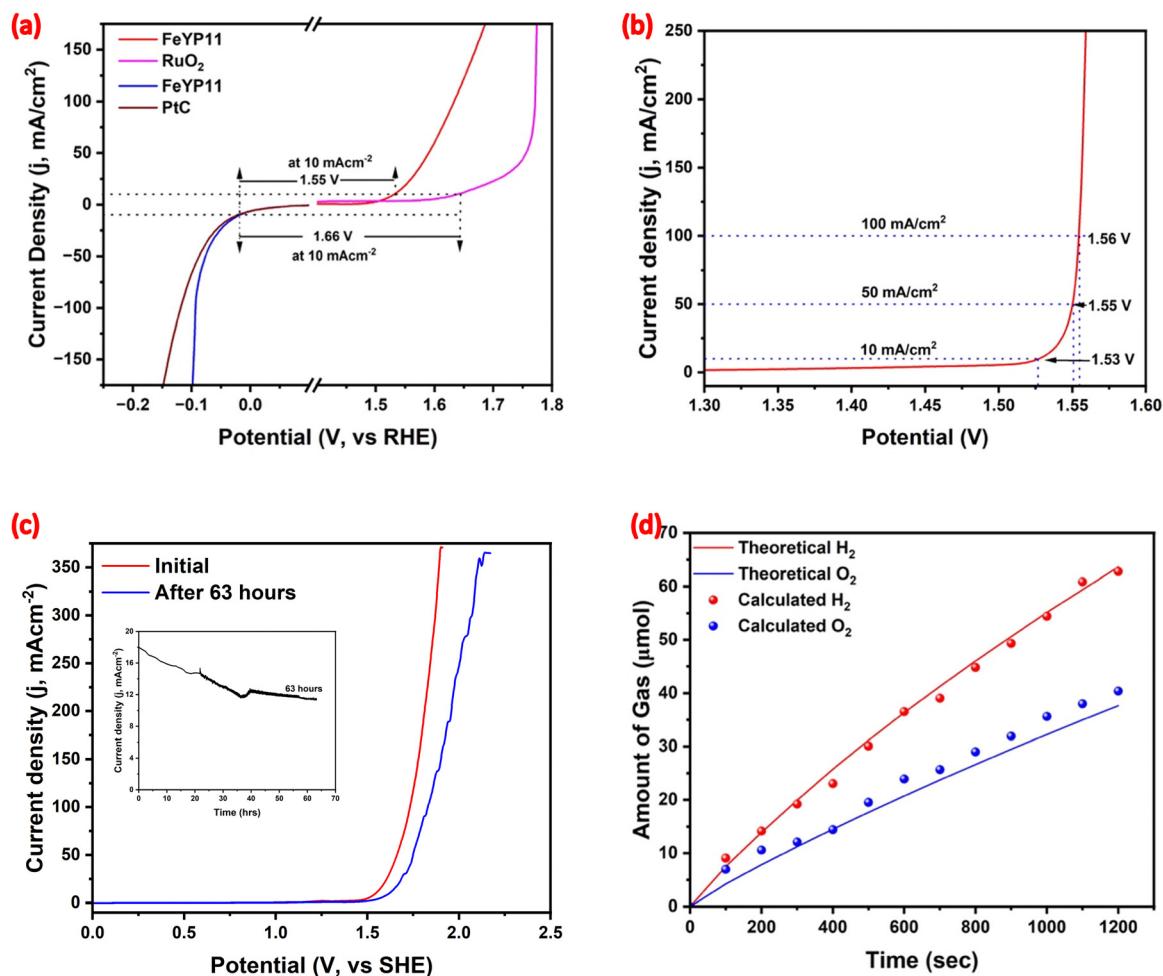 (a)
FeYP11
RuO₂
FeYP11
PtC
at 10 mAcm⁻²
1.55 V
1.66 V
at 10 mAcm⁻²
150
100
50
0
−50
−100
−150
Current Density (j, mA/cm²)
−0.2 −0.1 0.0 1.5 1.6 1.7 1.8
Potential (V, vs RHE)
(b)
250
200
150
100
50
0
Current density (j, mA/cm²)
100 mA/cm²
1.56 V
50 mA/cm²
1.55 V
10 mA/cm²
1.53 V
1.30 1.35 1.40 1.45 1.50 1.55 1.60
Potential (V)
(c)
Initial
After 63 hours
350
300
250
200
150
100
50
0
Current density (j, mAcm⁻²)
20
16
12
8
4
0
Current density (j, mAcm⁻²)
63 hours
0 10 20 30 40 50 60 70
Time (hrs)
0.0 0.5 1.0 1.5 2.0 2.5
Potential (V, vs SHE)
(d)
Theoretical H₂
Theoretical O₂
Calculated H₂
Calculated O₂
70
60
50
40
30
20
10
0
Amount of Gas (μmol)
0 200 400 600 800 1000 1200
Time (sec)